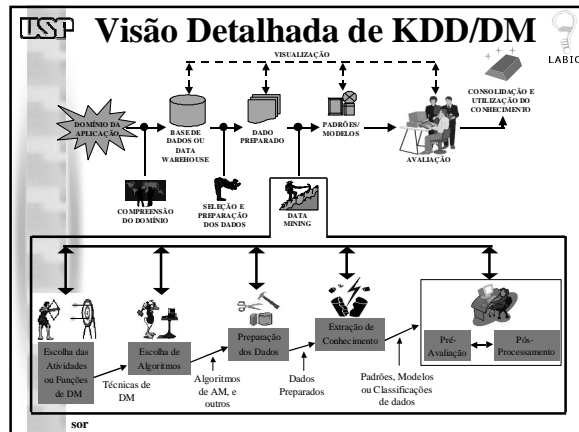 USP
Visão Detalhada de KDD/DM
LABIC
VISUALIZAÇÃO
DOMÍNIO DA
APLICAÇÃO
BASE DE
DADOS OU
DATA
WAREHOUSE
DADO
PREPARADO
PADRÕES/
MODELOS
AVALIAÇÃO
CONSOLIDAÇÃO E
UTILIZAÇÃO DO
CONHECIMENTO
COMPREENSÃO
DO DOMÍNIO
SELEÇÃO E
PREPARAÇÃO
DOS DADOS
DATA
MINING
Escolha das
Atividades
ou Funções
de DM
Técnicas de
DM
Escolha de
Algoritmos
Algoritmos
de AM, e
outros
Preparação
dos Dados
Dados
Preparados
Extração de
Conhecimento
Padrões, Modelos
ou Classificações
de dados
Pré-
Avaliação
Pós-
Processamento
sor